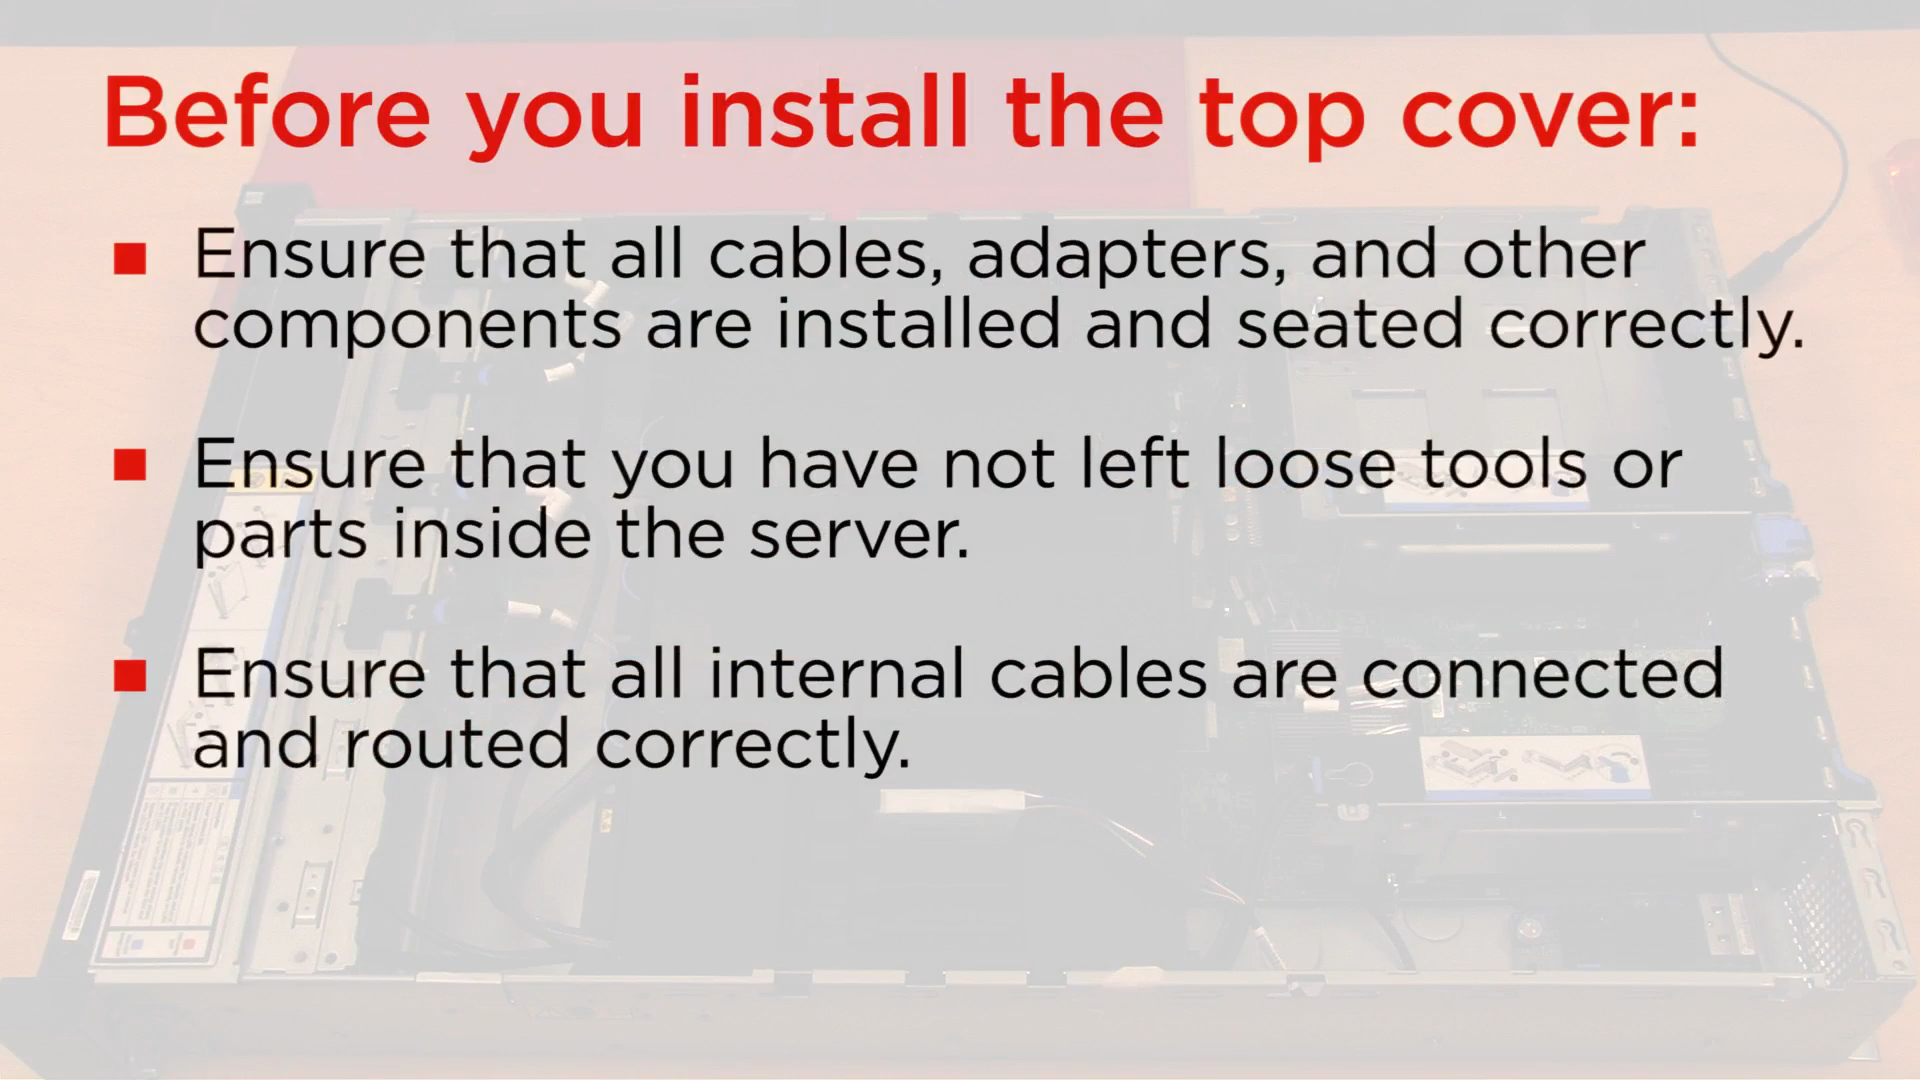 Before you install the top cover:
Ensure that all cables, adapters, and other
components are installed and seated correctly.
Ensure that you have not left loose tools or
parts inside the server.
Ensure that all internal cables are connected
and routed correctly.